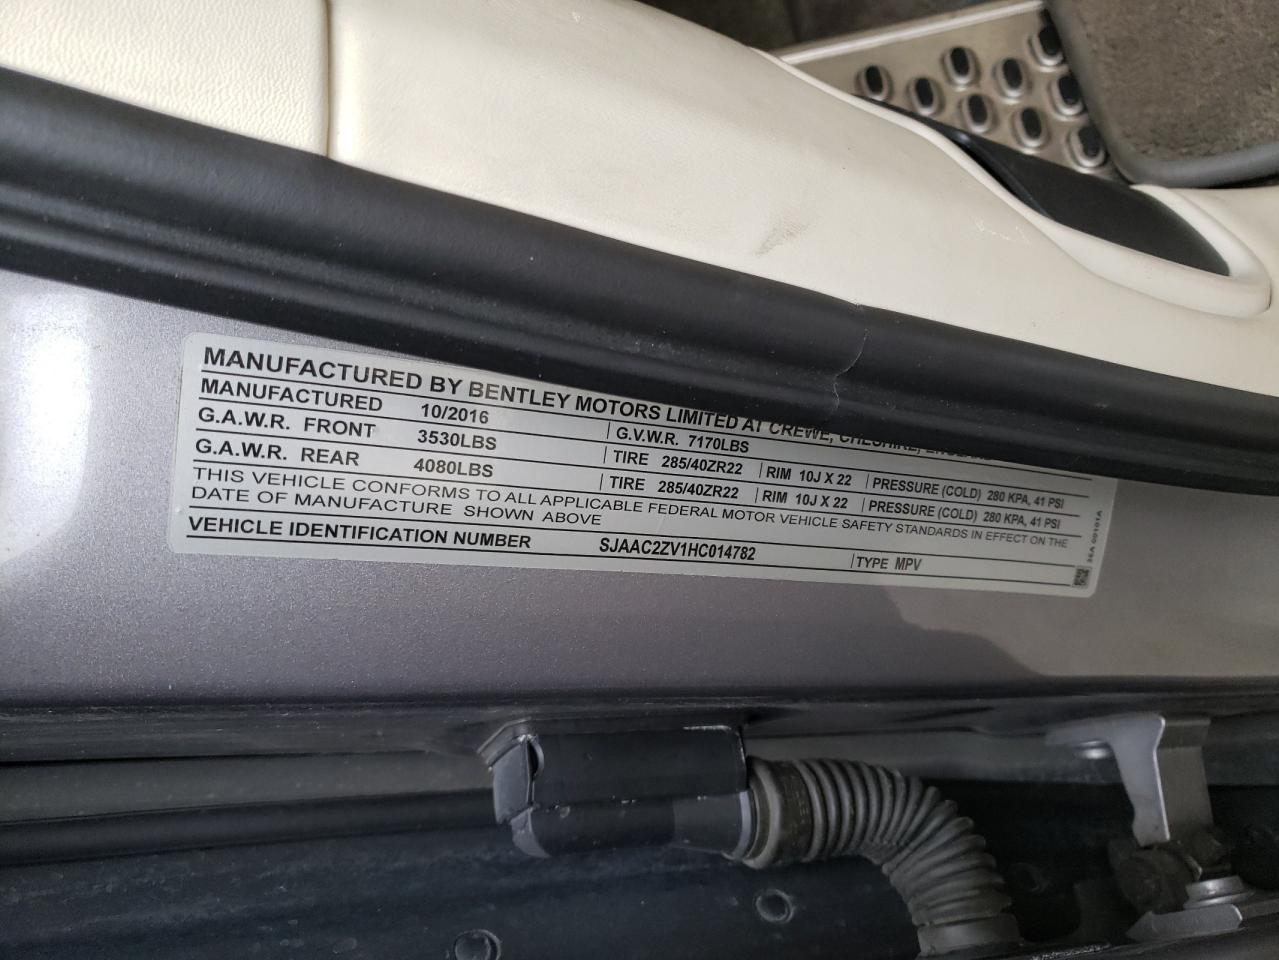 MANUFACTURED BY BENTLEY MOTORS LIMITED AT CREWE, CHESHIRE,
MANUFACTURED 10/2016 G.V.W.R. 7170LBS
G.A.W.R. FRONT 3530LBS TIRE 285/40ZR22 RIM 10J X 22 PRESSURE (COLD) 280 KPA, 41 PSI
G.A.W.R. REAR 4080LBS TIRE 285/40ZR22 RIM 10J X 22 PRESSURE (COLD) 280 KPA, 41 PSI
THIS VEHICLE CONFORMS TO ALL APPLICABLE FEDERAL MOTOR VEHICLE SAFETY STANDARDS IN EFFECT ON THE
DATE OF MANUFACTURE SHOWN ABOVE
VEHICLE IDENTIFICATION NUMBER SJAAC2ZV1HC014782 TYPE MPV
36A 00101A